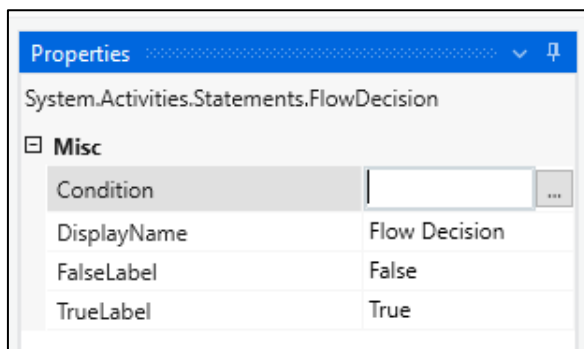 Properties
System.Activities.Statements.FlowDecision
Misc
Condition ...
DisplayName Flow Decision
FalseLabel False
TrueLabel True